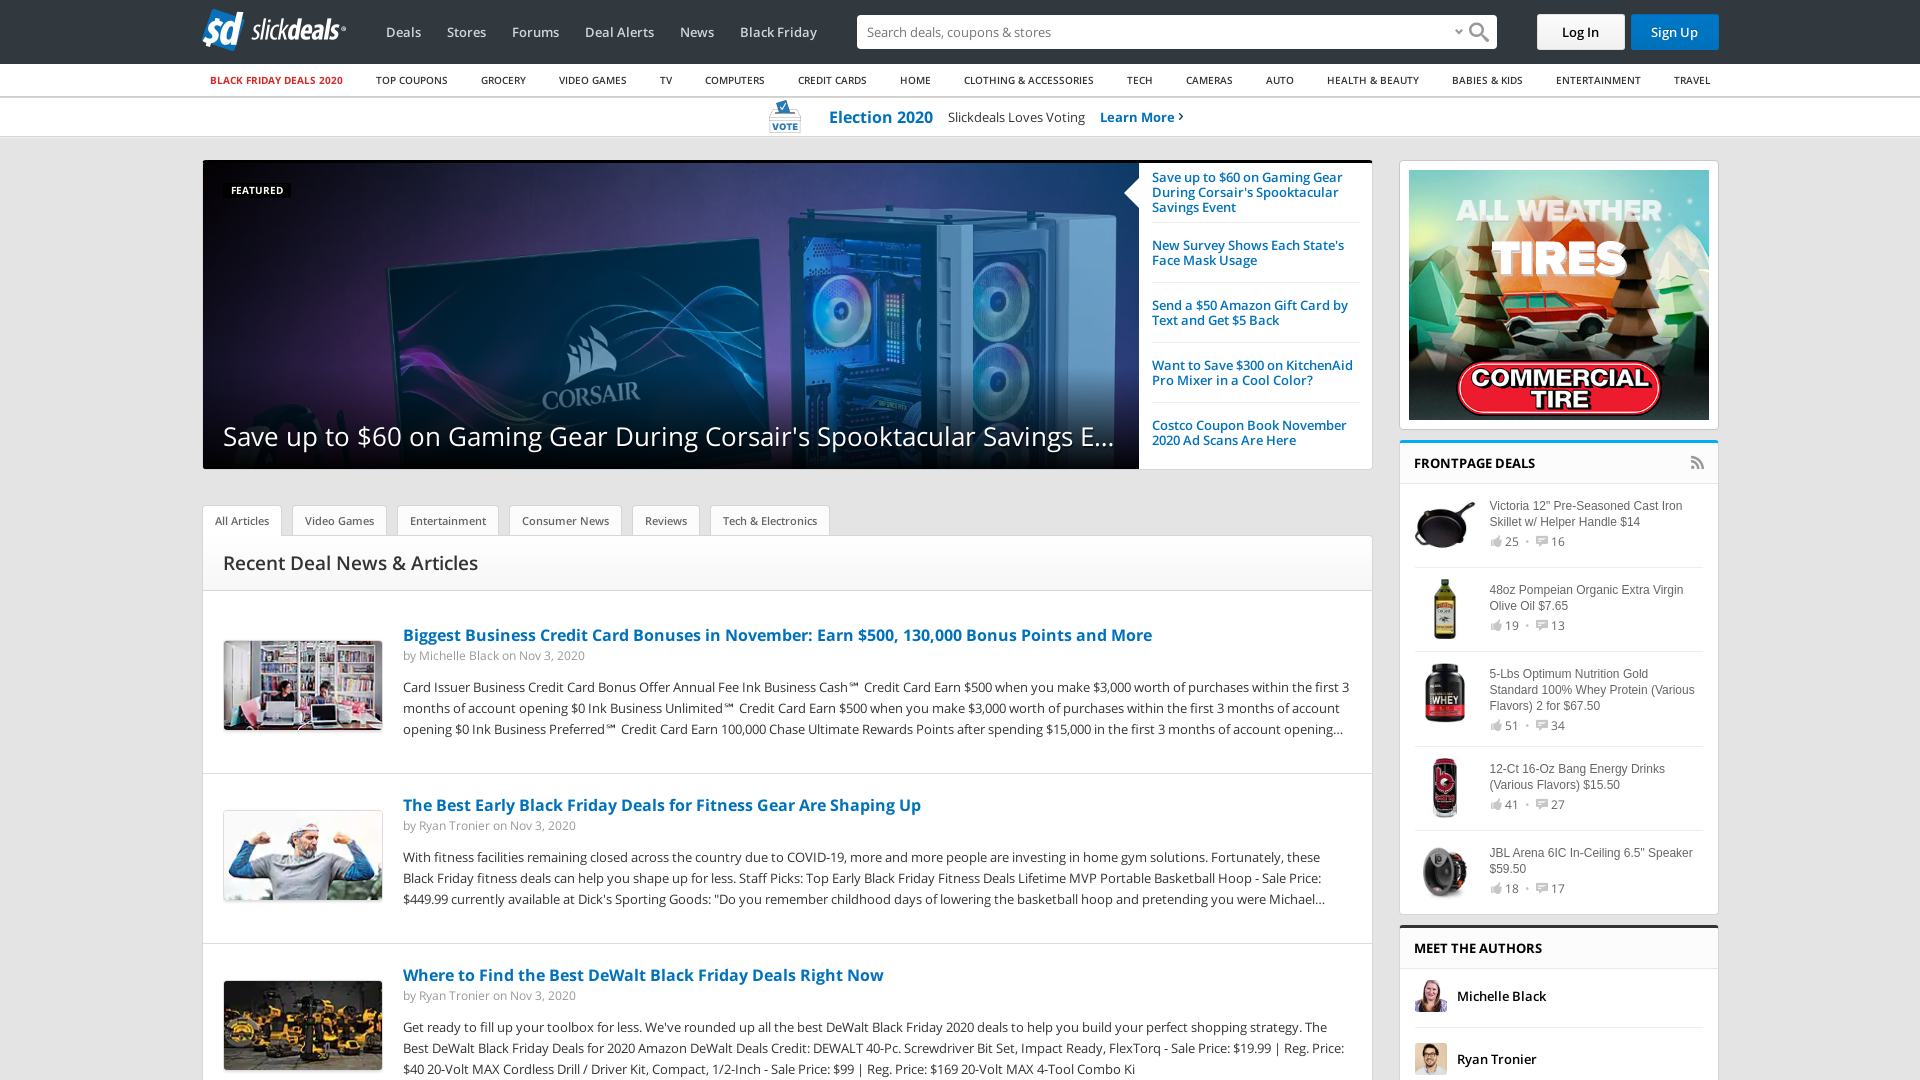 slickdeals
Deals
Stores
Forums
Deal Alerts
News
Black Friday
Search deals, coupons & stores
Log In
Sign Up
BLACK FRIDAY DEALS 2020
TOP COUPONS
GROCERY
VIDEO GAMES
TV
COMPUTERS
CREDIT CARDS
HOME
CLOTHING & ACCESSORIES
TECH
CAMERAS
AUTO
HEALTH & BEAUTY
BABIES & KIDS
ENTERTAINMENT
TRAVEL
VOTE
Election 2020
Slickdeals Loves Voting
Learn More
FEATURED
CORSAIR
Save up to $60 on Gaming Gear During Corsair's Spooktacular Savings E...
Save up to $60 on Gaming Gear
During Corsair's Spooktacular
Savings Event
New Survey Shows Each State's
Face Mask Usage
Send a $50 Amazon Gift Card by
Text and Get $5 Back
Want to Save $300 on KitchenAid
Pro Mixer in a Cool Color?
Costco Coupon Book November
2020 Ad Scans Are Here
ALL WEATHER
TIRES
COMMERCIAL
TIRE
All Articles
Video Games
Entertainment
Consumer News
Reviews
Tech & Electronics
Recent Deal News & Articles
Biggest Business Credit Card Bonuses in November: Earn $500, 130,000 Bonus Points and More
by Michelle Black on Nov 3, 2020
Card Issuer Business Credit Card Bonus Offer Annual Fee Ink Business Cash℠ Credit Card Earn $500 when you make $3,000 worth of purchases within the first 3
months of account opening $0 Ink Business Unlimited℠ Credit Card Earn $500 when you make $3,000 worth of purchases within the first 3 months of account
opening $0 Ink Business Preferred℠ Credit Card Earn 100,000 Chase Ultimate Rewards Points after spending $15,000 in the first 3 months of account opening...
The Best Early Black Friday Deals for Fitness Gear Are Shaping Up
by Ryan Tronier on Nov 3, 2020
With fitness facilities remaining closed across the country due to COVID-19, more and more people are investing in home gym solutions. Fortunately, these
Black Friday fitness deals can help you shape up for less. Staff Picks: Top Early Black Friday Fitness Deals Lifetime MVP Portable Basketball Hoop - Sale Price:
$449.99 currently available at Dick's Sporting Goods: "Do you remember childhood days of lowering the basketball hoop and pretending you were Michael...
Where to Find the Best DeWalt Black Friday Deals Right Now
by Ryan Tronier on Nov 3, 2020
Get ready to fill up your toolbox for less. We've rounded up all the best DeWalt Black Friday 2020 deals to help you build your perfect shopping strategy. The
Best DeWalt Black Friday Deals for 2020 Amazon DeWalt Deals Credit: DEWALT 40-Pc. Screwdriver Bit Set, Impact Ready, FlexTorq - Sale Price: $19.99 | Reg. Price:
$40 20-Volt MAX Cordless Drill / Driver Kit, Compact, 1/2-Inch - Sale Price: $99 | Reg. Price: $169 20-Volt MAX 4-Tool Combo Ki
FRONTPAGE DEALS
Victoria 12" Pre-Seasoned Cast Iron
Skillet w/ Helper Handle $14
25 • 16
48oz Pompeian Organic Extra Virgin
Olive Oil $7.65
19 • 13
5-Lbs Optimum Nutrition Gold
Standard 100% Whey Protein (Various
Flavors) 2 for $67.50
51 • 34
12-Ct 16-Oz Bang Energy Drinks
(Various Flavors) $15.50
41 • 27
JBL Arena 6IC In-Ceiling 6.5" Speaker
$59.50
18 • 17
MEET THE AUTHORS
Michelle Black
Ryan Tronier